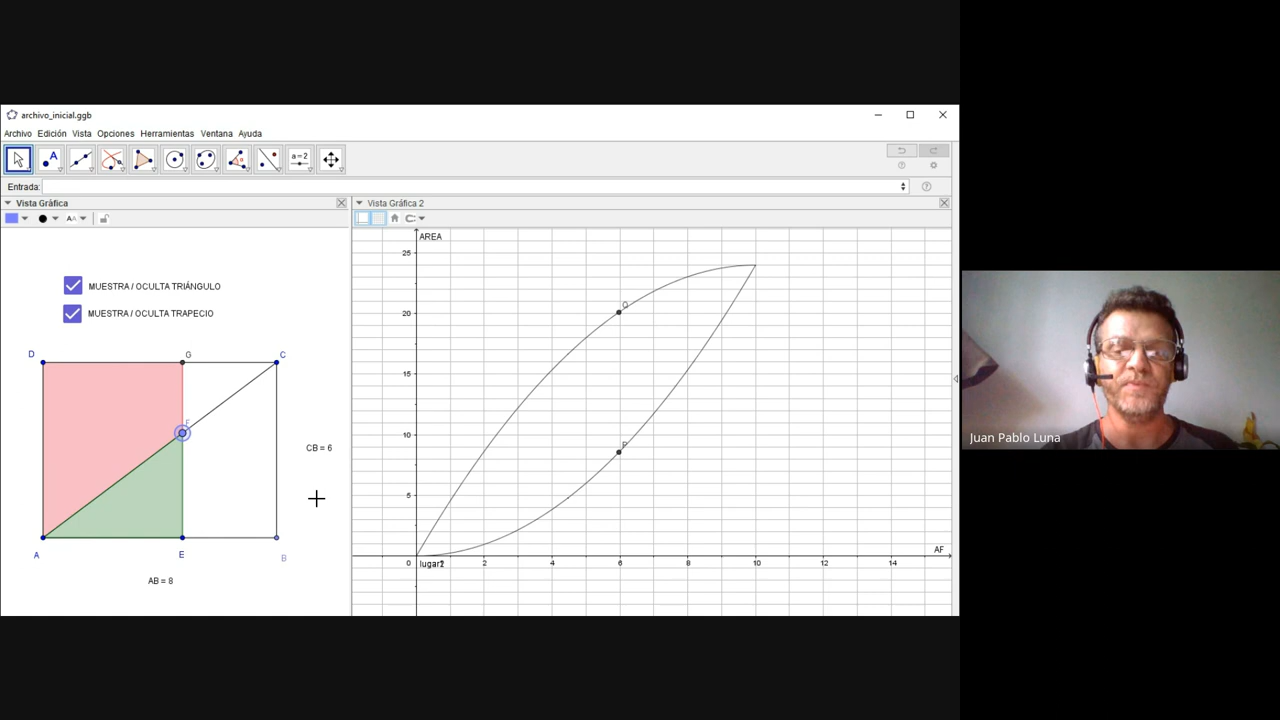 archivo_inicial.ggb
Archivo Edición Vista Opciones Herramientas Ventana Ayuda
A a=2
Entrada:
Vista Gráfica
Vista Gráfica 2
AA
MUESTRA / OCULTA TRIÁNGULO
MUESTRA / OCULTA TRAPECIO
D G C
F
CB = 6
A E B
AB = 8
AREA
25
20
15
10
5
Q
P
AF
0 2 4 6 8 10 12 14
Juan Pablo Luna